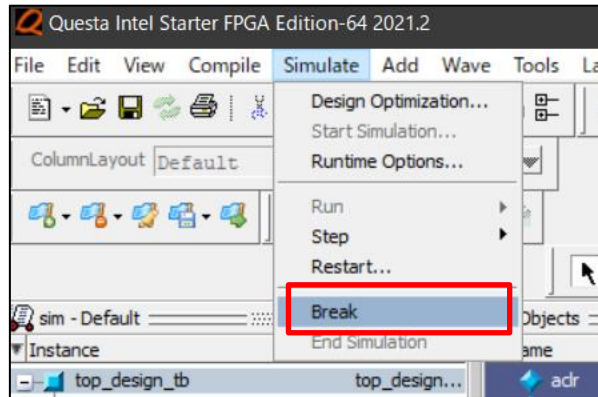 Questa Intel Starter FPGA Edition-64 2021.2
File Edit View Compile Simulate Add Wave Tools
Design Optimization...
Start Simulation...
ColumnLayout Default
Runtime Options...
Run
Step
Restart...
Break
sim - Default
Objects
End Simulation
Instance
top_design_tb top_design... adr